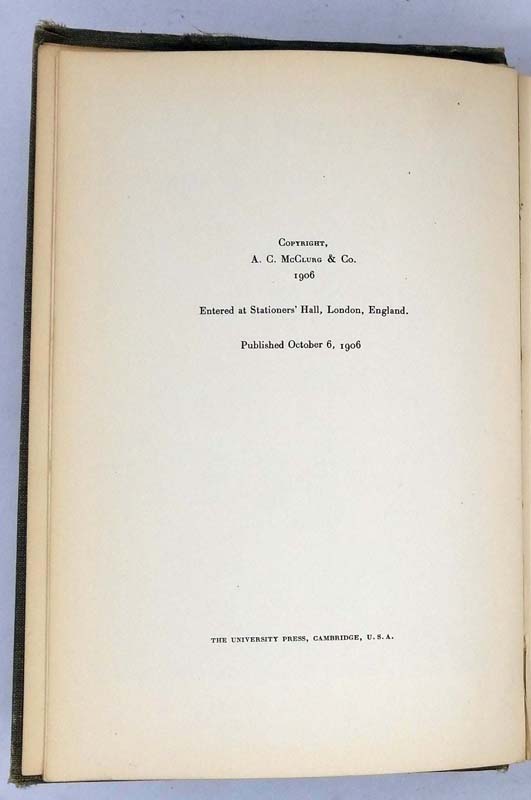 Copyright,
A. C. McClurg & Co.
1906
Entered at Stationers' Hall, London, England.
Published October 6, 1906
THE UNIVERSITY PRESS, CAMBRIDGE, U. S. A.